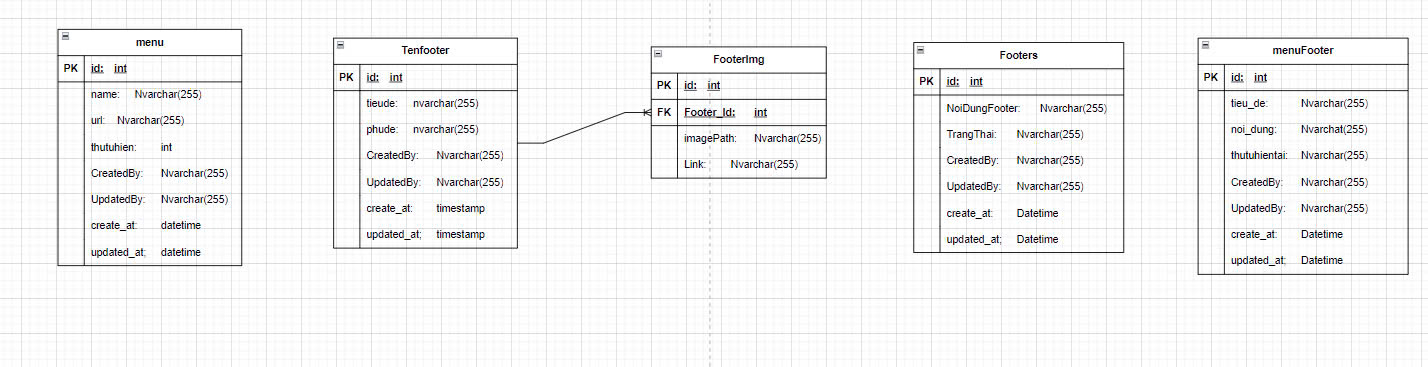 menu
PK id: int
name: Nvarchar(255)
url: Nvarchar(255)
thutuhien: int
CreatedBy: Nvarchar(255)
UpdatedBy: Nvarchar(255)
create_at: datetime
updated_at; datetime
Tenfooter
PK id: int
tieude: nvarchar(255)
phude: nvarchar(255)
CreatedBy: Nvarchar(255)
UpdatedBy: Nvarchar(255)
create_at: timestamp
updated_at; timestamp
FooterImg
PK id: int
FK Footer_Id: int
imagePath: Nvarchar(255)
Link: Nvarchar(255)
Footers
PK id: int
NoiDungFooter: Nvarchar(255)
TrangThai: Nvarchar(255)
CreatedBy: Nvarchar(255)
UpdatedBy: Nvarchar(255)
create_at: Datetime
updated_at; Datetime
menuFooter
PK id: int
tieu_de: Nvarchar(255)
noi_dung: Nvarchat(255)
thutuhientai: Nvarchar(255)
CreatedBy: Nvarchar(255)
UpdatedBy: Nvarchar(255)
create_at: Datetime
updated_at; Datetime